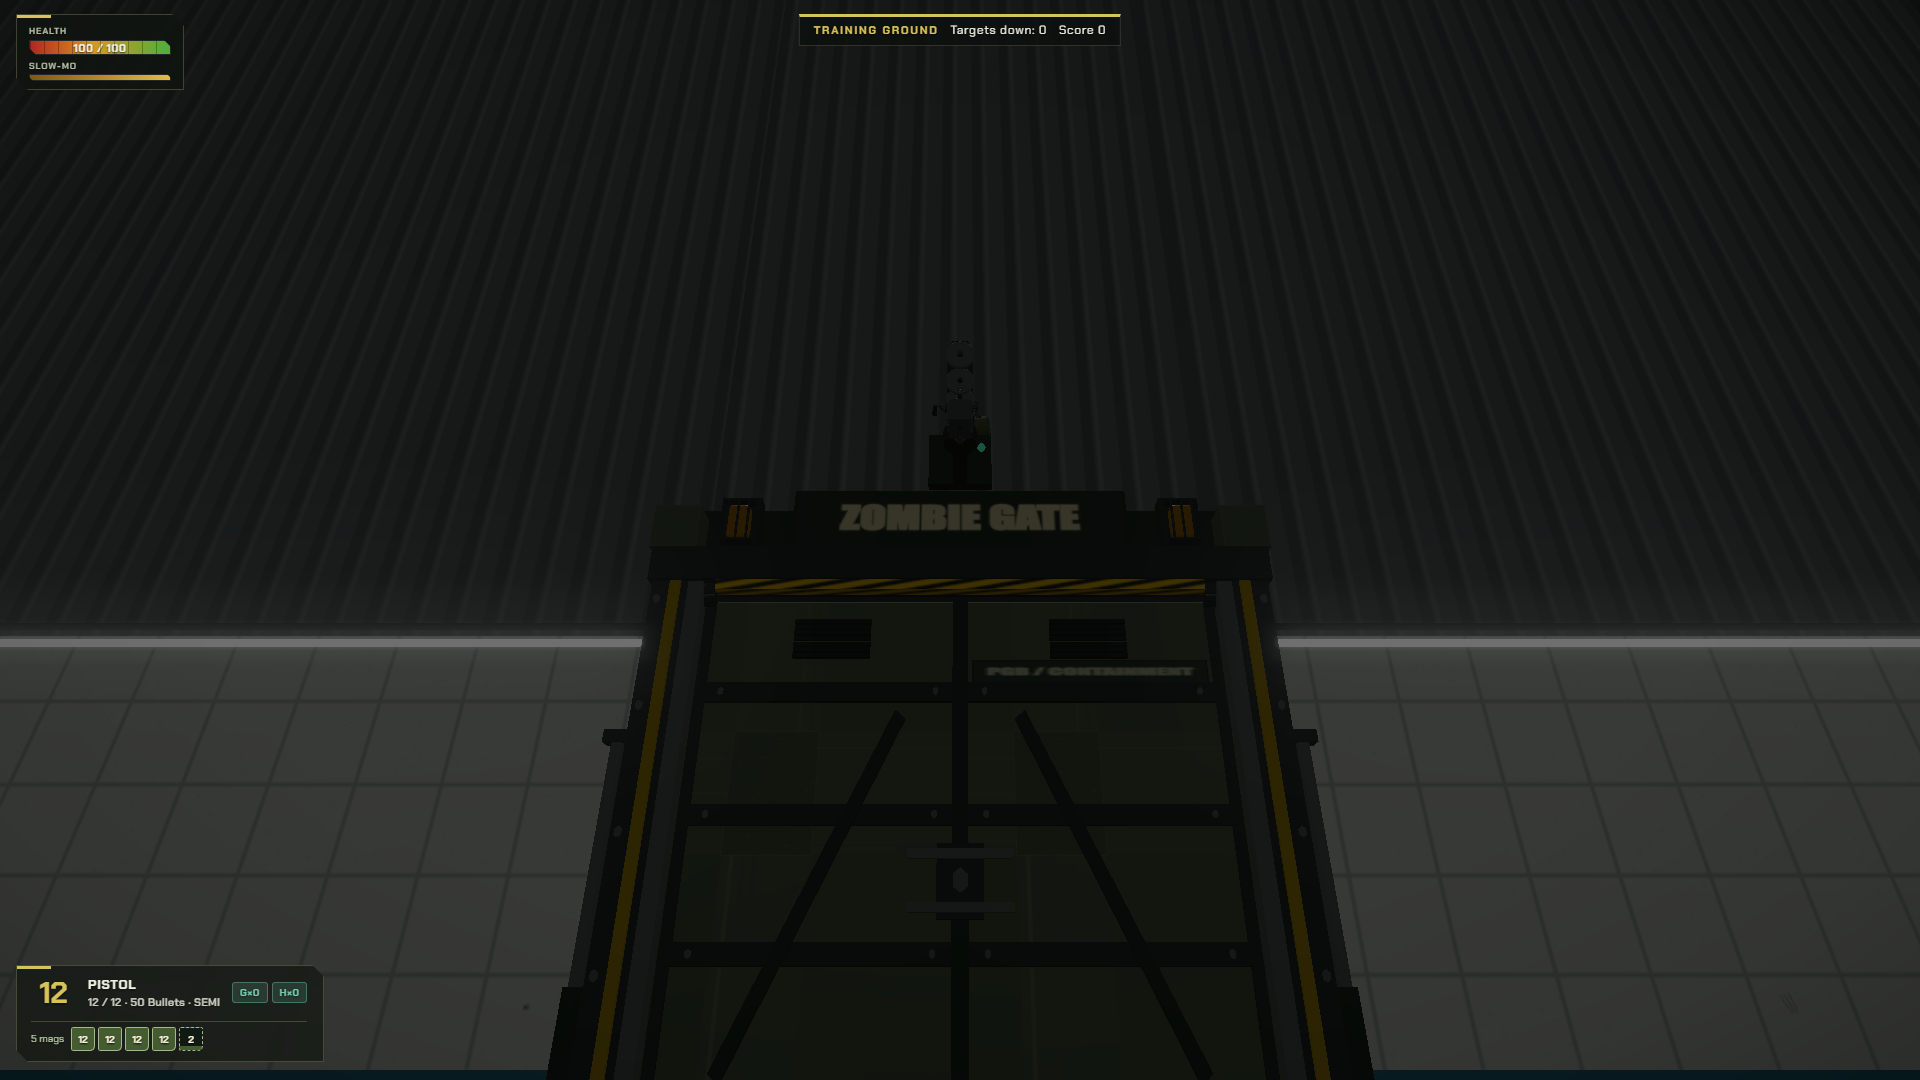 HEALTH
100 / 100
SLOW-MO
TRAINING GROUND Targets down: 0 Score 0
ZOMBIE GATE
/ CONTAINMENT
12 PISTOL
12 / 12 · 50 Bullets · SEMI
G×0 H×0
5 mags 12 12 12 12 2